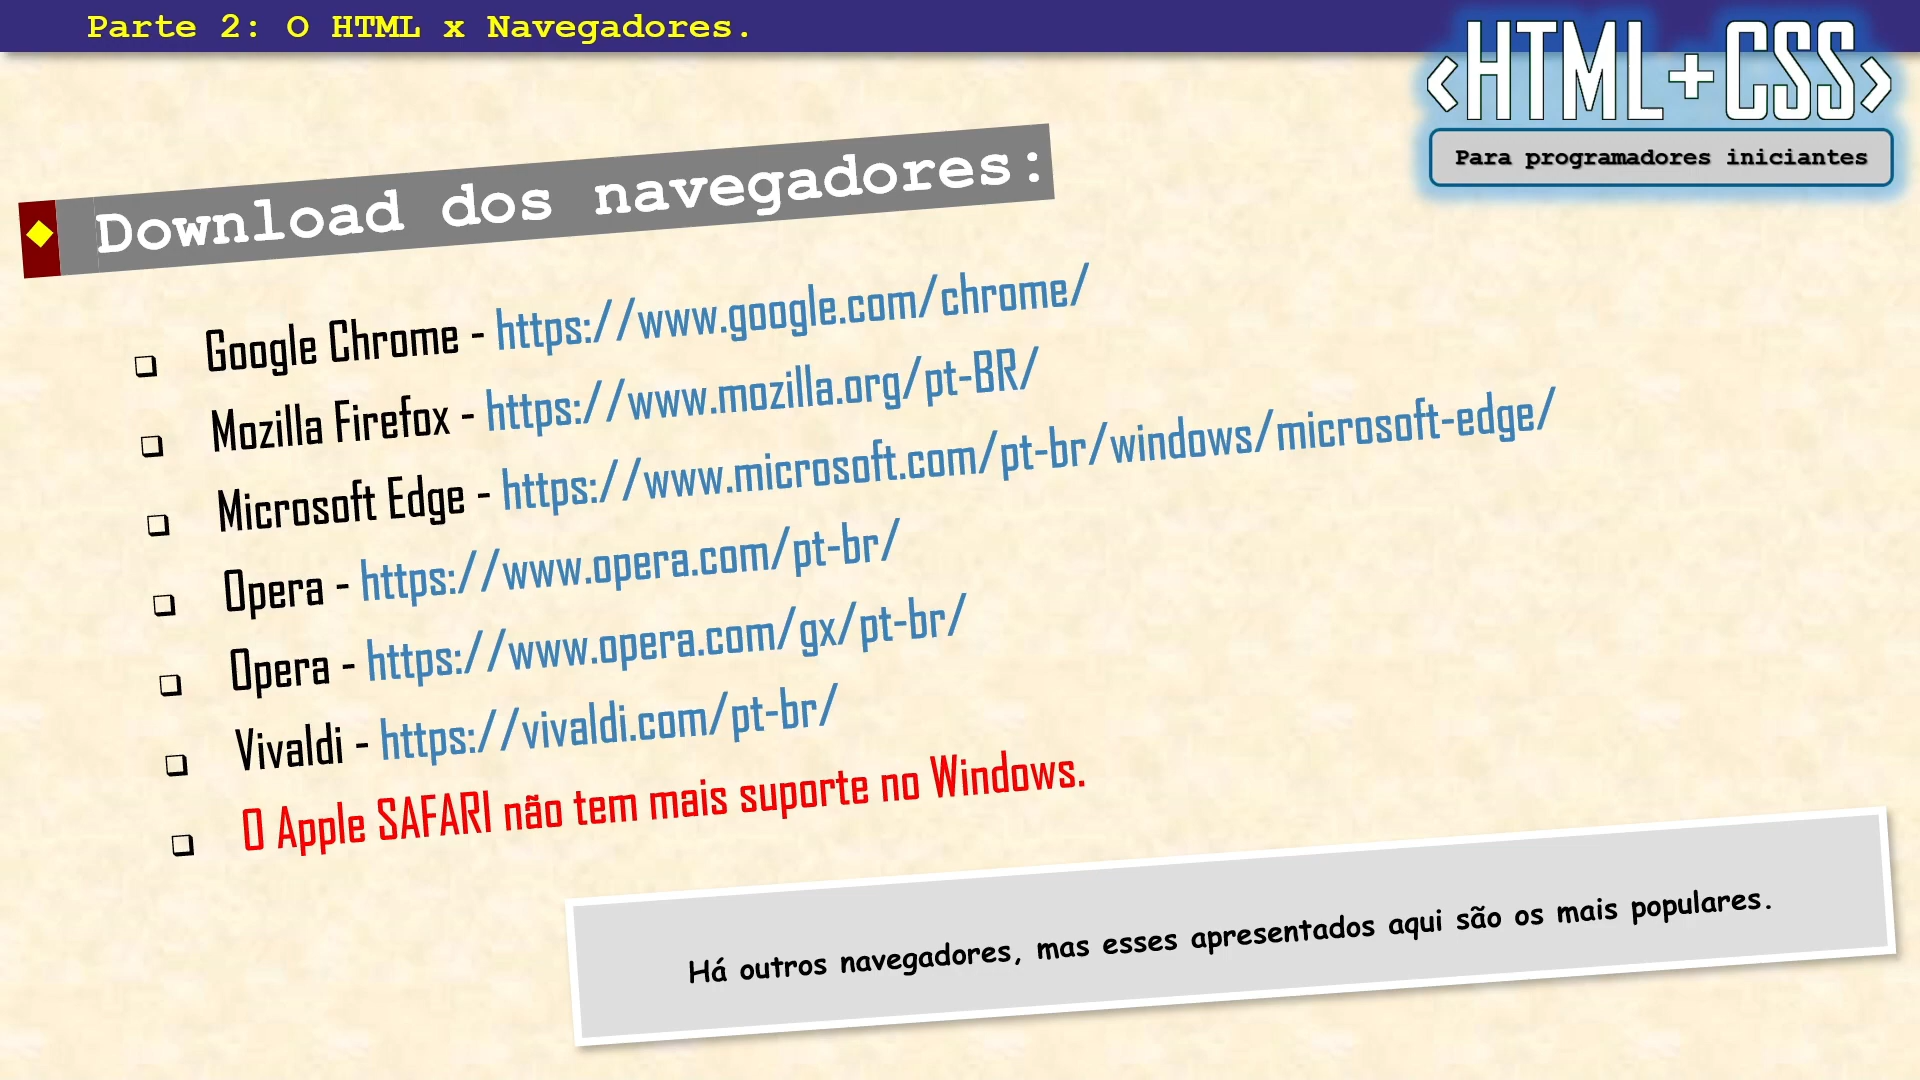 Parte 2: O HTML x Navegadores.
<HTML+CSS>
Para programadores iniciantes
Download dos navegadores:
Google Chrome - https://www.google.com/chrome/
Mozilla Firefox - https://www.mozilla.org/pt-BR/
Microsoft Edge - https://www.microsoft.com/pt-br/windows/microsoft-edge/
Opera - https://www.opera.com/pt-br/
Opera - https://www.opera.com/gx/pt-br/
Vivaldi - https://vivaldi.com/pt-br/
O Apple SAFARI não tem mais suporte no Windows.
Há outros navegadores, mas esses apresentados aqui são os mais populares.